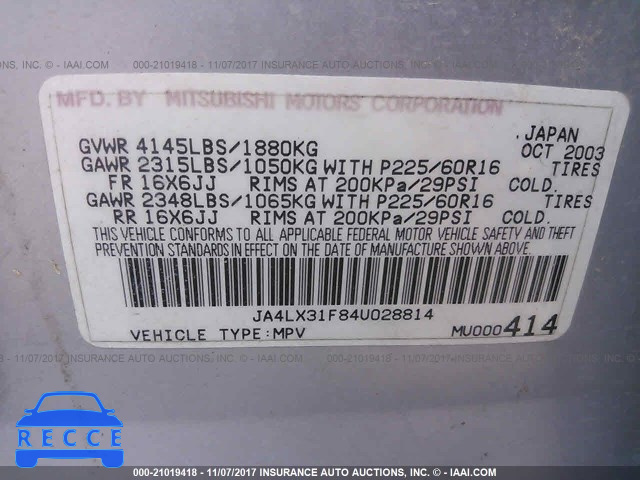 000-21019418 - 11/07/2017 INSURANCE AUTO AUCTIONS, INC. - © IAAI.COM
MFD. BY MITSUBISHI MOTORS CORPORATION
JAPAN
GVWR 4145LBS/1880KG OCT 2003
GAWR 2315LBS/1050KG WITH P225/60R16 TIRES
FR 16X6JJ RIMS AT 200KPa/29PSI COLD.
GAWR 2348LBS/1065KG WITH P225/60R16 TIRES
RR 16X6JJ RIMS AT 200KPa/29PSI COLD.
THIS VEHICLE CONFORMS TO ALL APPLICABLE FEDERAL MOTOR VEHICLE SAFETY AND THEFT
PREVENTION STANDARDS IN EFFECT ON THE DATE OF MANUFACTURE SHOWN ABOVE.
JA4LX31F84U028814
VEHICLE TYPE:MPV MU000414
000-21019418 - 11/07/2017 INSURANCE AUTO AUCTIONS, INC. - © IAAI.COM